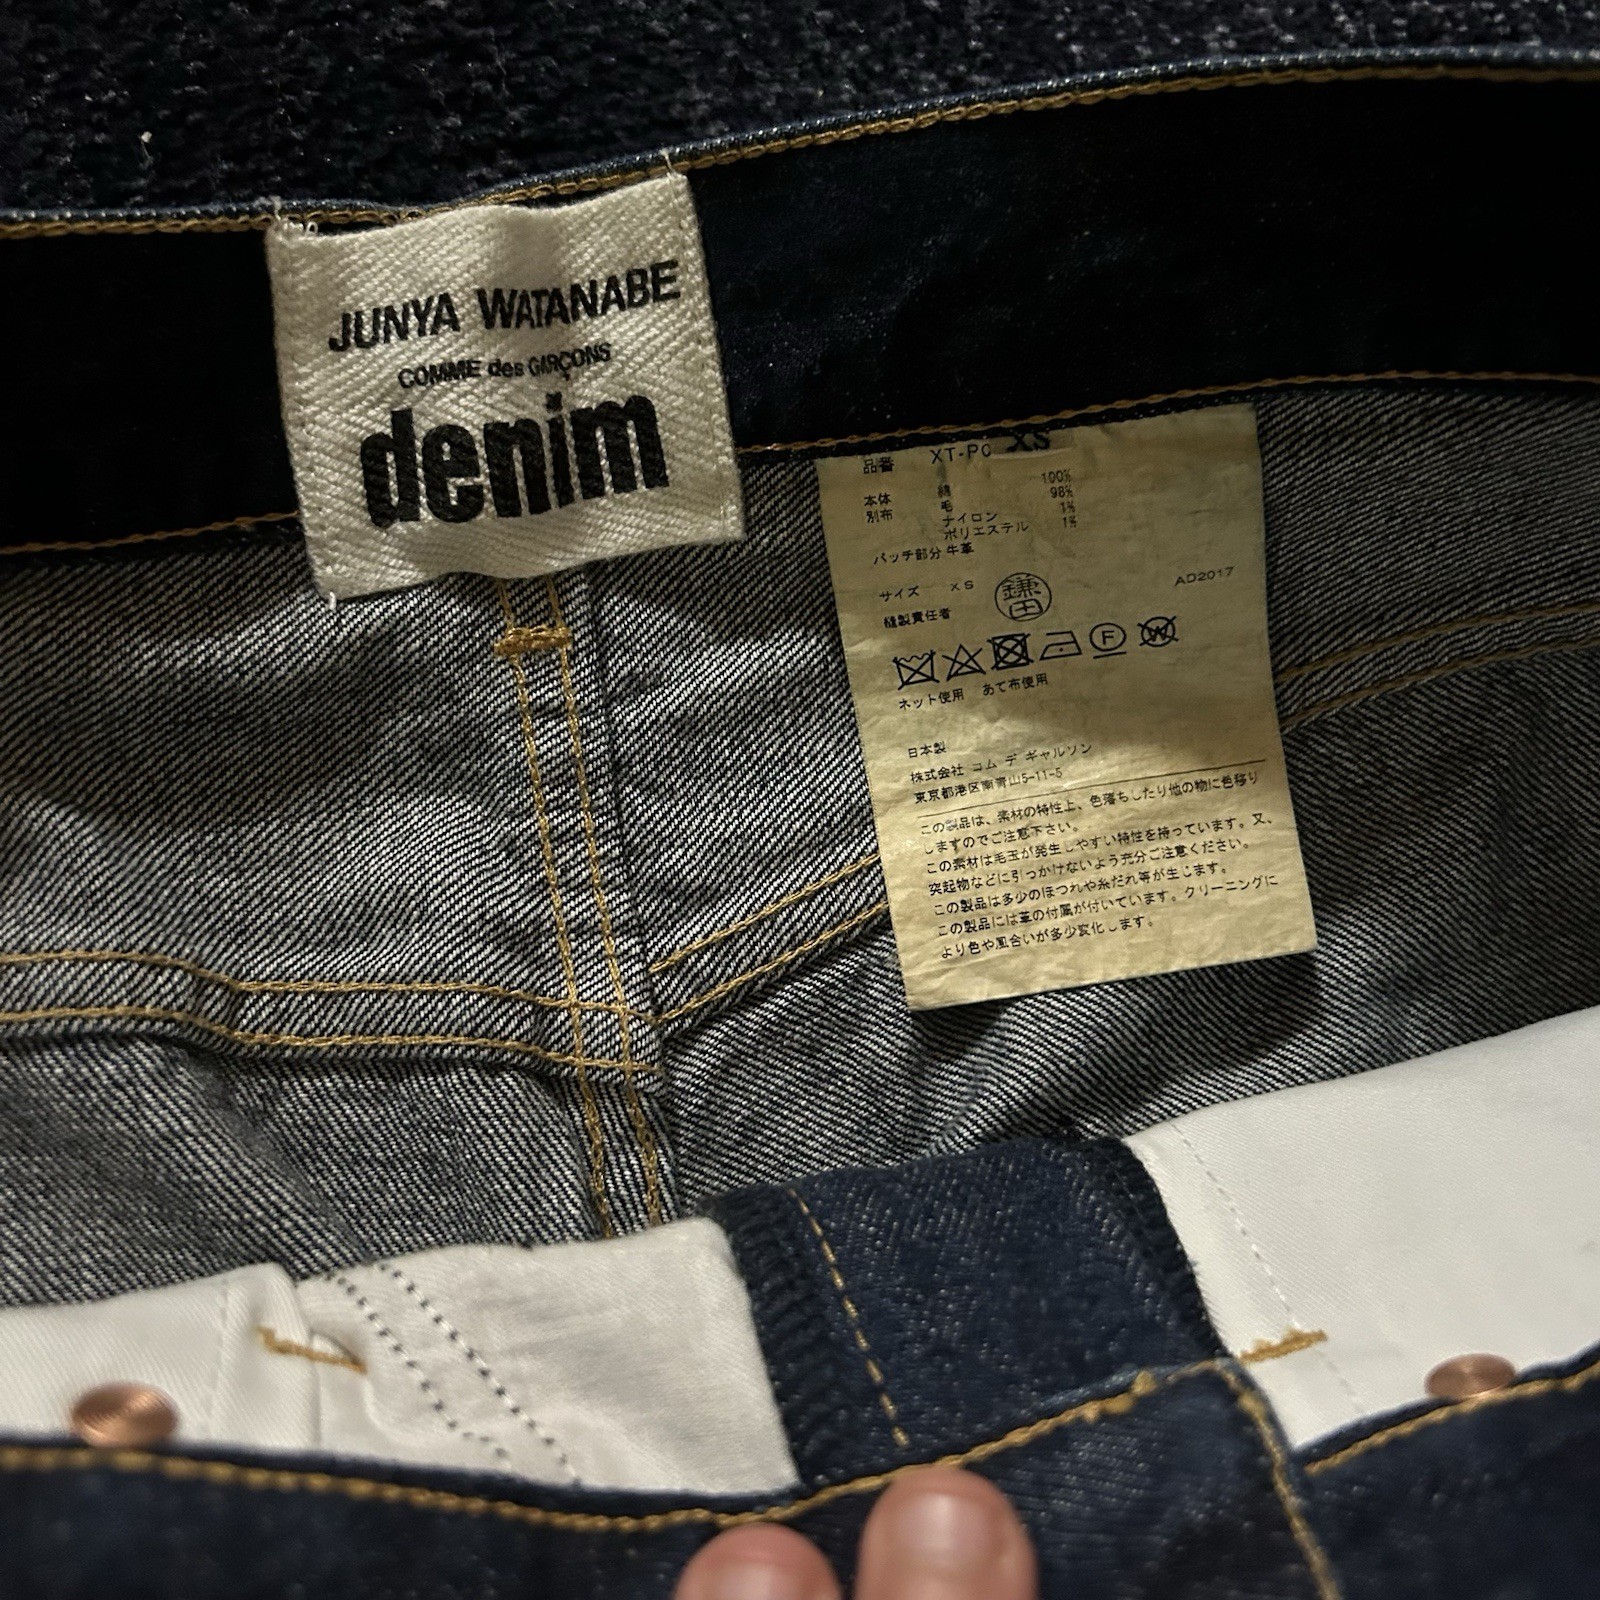 JUNYA WATANABE
COMME des GARÇONS
denim
XS
品番 XT-P0
本体 綿 100%
別布 毛 98%
ナイロン 1%
ポリエステル 1%
パッチ部分 牛革
サイズ XS
鎌田
AD2017
縫製責任者
F
W
ネット使用 あて布使用
日本製
株式会社 コム デ ギャルソン
東京都港区南青山5-11-5
この製品は、素材の特性上、色落ちしたり他の物に色移り
しますのでご注意下さい。
この素材は毛玉が発生しやすい特性を持っています。又、
突起物などに引っかけないよう充分ご注意ください。
この製品は多少のほつれや糸だれ等が生じます。
この製品には革の付属が付いています。クリーニングに
より色や風合いが多少変化します。